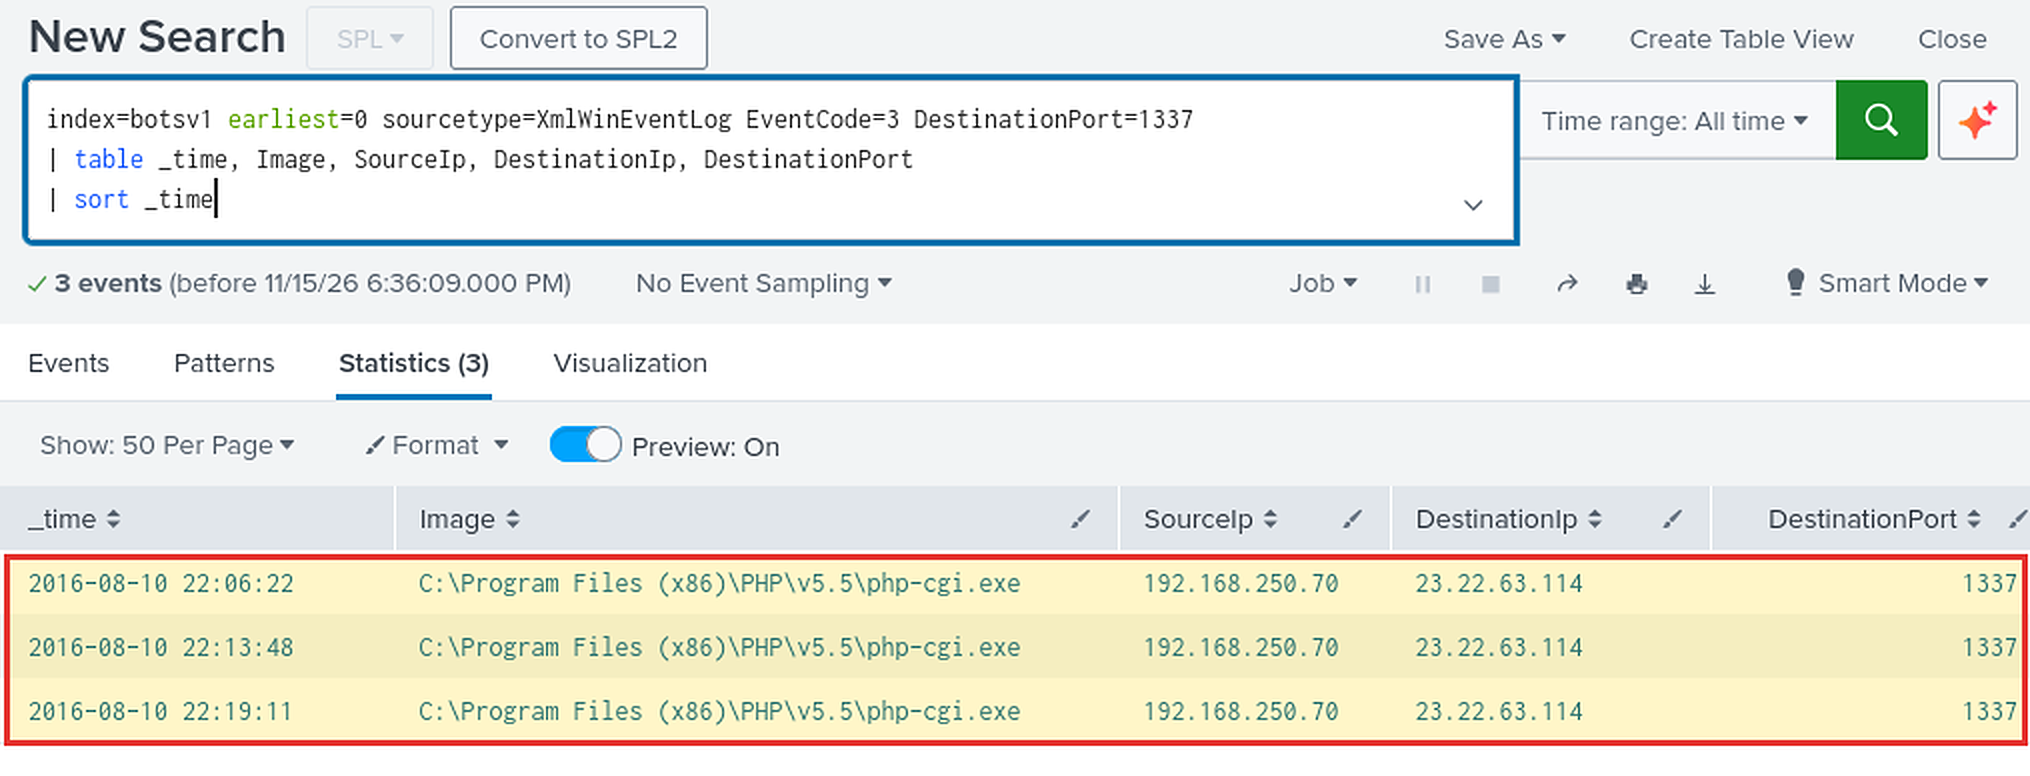 New Search SPL Convert to SPL2 Save As Create Table View Close
index=botsv1 earliest=0 sourcetype=XmlWinEventLog EventCode=3 DestinationPort=1337
| table _time, Image, SourceIp, DestinationIp, DestinationPort
| sort _time
Time range: All time
3 events (before 11/15/26 6:36:09.000 PM) No Event Sampling Job Smart Mode
Events Patterns Statistics (3) Visualization
Show: 50 Per Page Format Preview: On
_time Image SourceIp DestinationIp DestinationPort
2016-08-10 22:06:22 C:\Program Files (x86)\PHP\v5.5\php-cgi.exe 192.168.250.70 23.22.63.114 1337
2016-08-10 22:13:48 C:\Program Files (x86)\PHP\v5.5\php-cgi.exe 192.168.250.70 23.22.63.114 1337
2016-08-10 22:19:11 C:\Program Files (x86)\PHP\v5.5\php-cgi.exe 192.168.250.70 23.22.63.114 1337